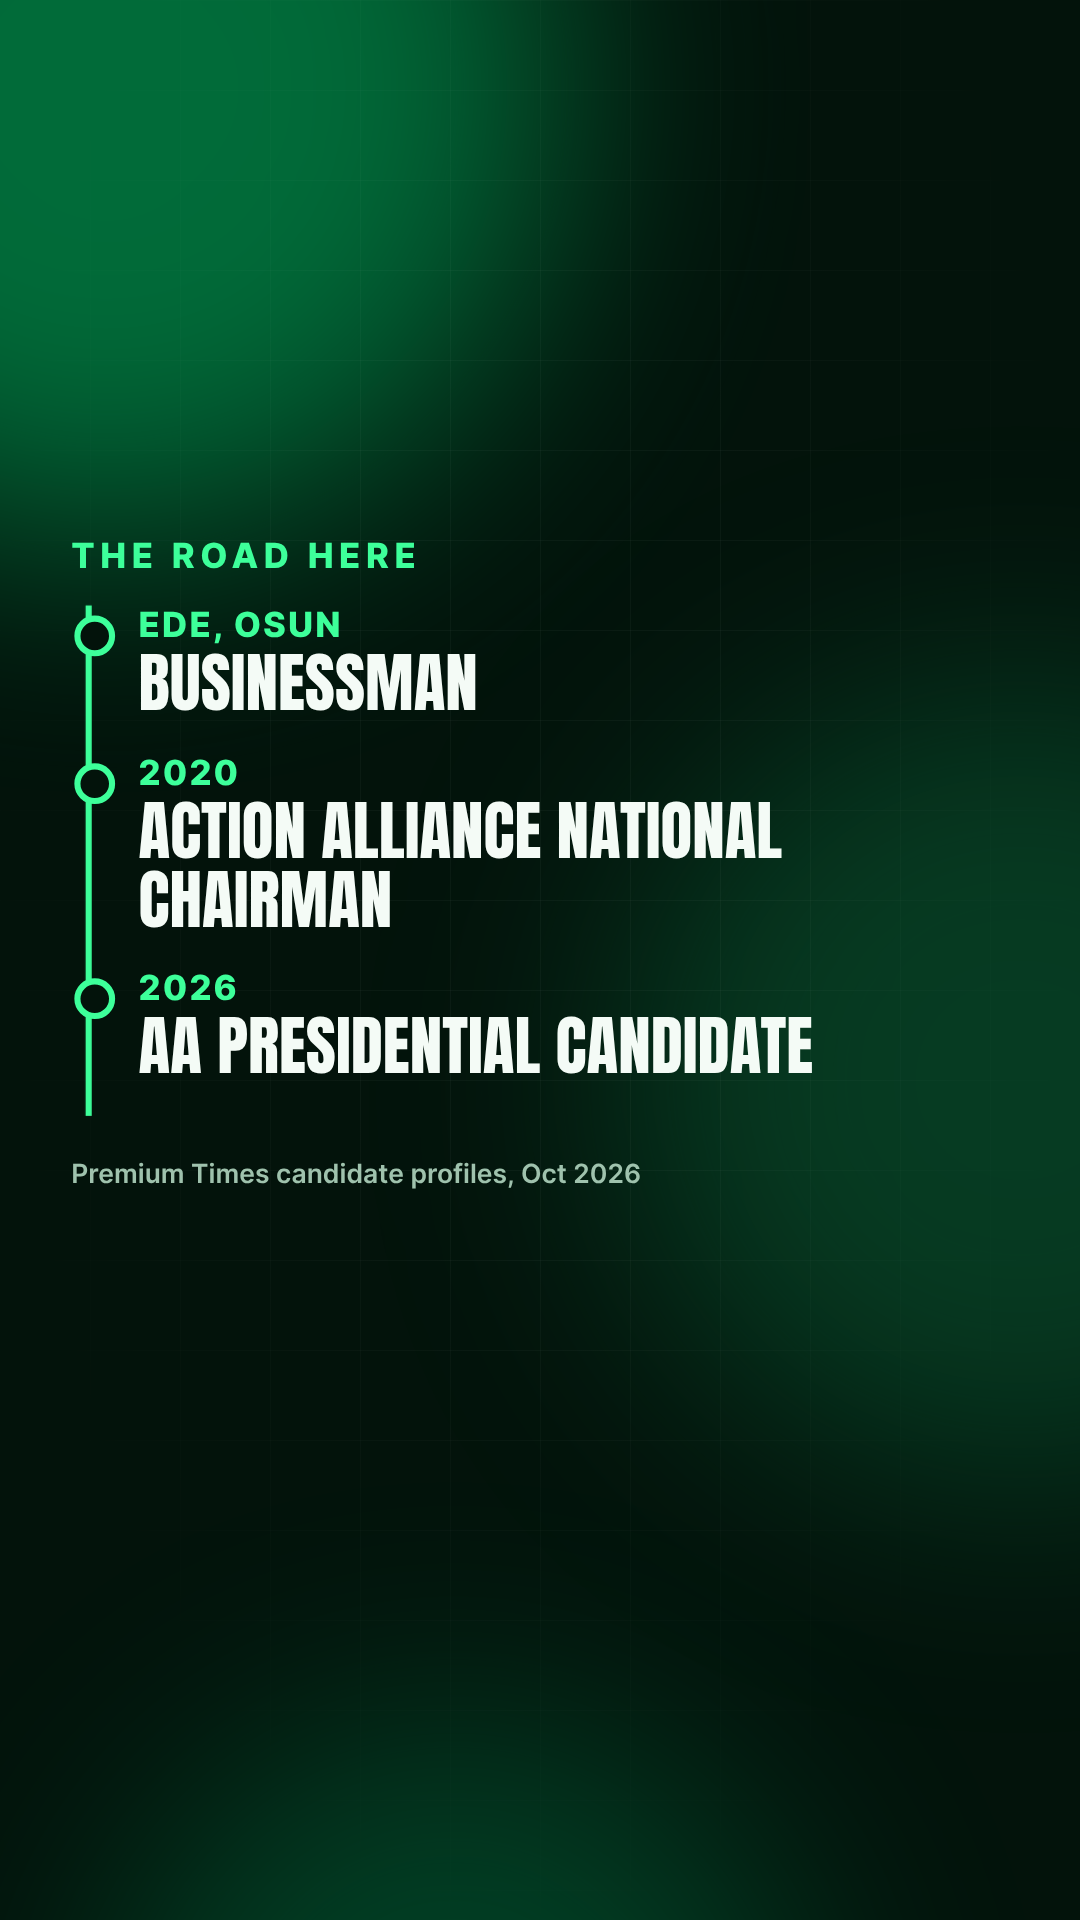 THE ROAD HERE
EDE, OSUN
BUSINESSMAN
2020
ACTION ALLIANCE NATIONAL
CHAIRMAN
2026
AA PRESIDENTIAL CANDIDATE
Premium Times candidate profiles, Oct 2026